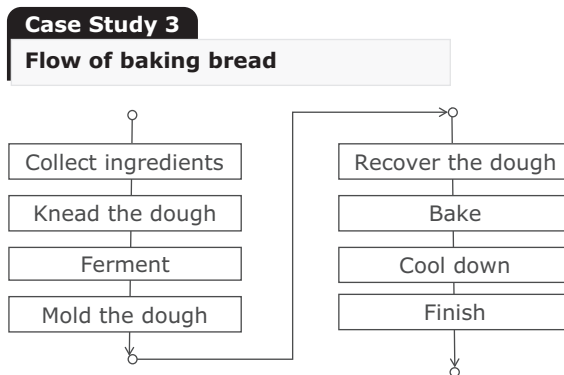 Case Study 3
Flow of baking bread
Collect ingredients
Knead the dough
Ferment
Mold the dough
Recover the dough
Bake
Cool down
Finish